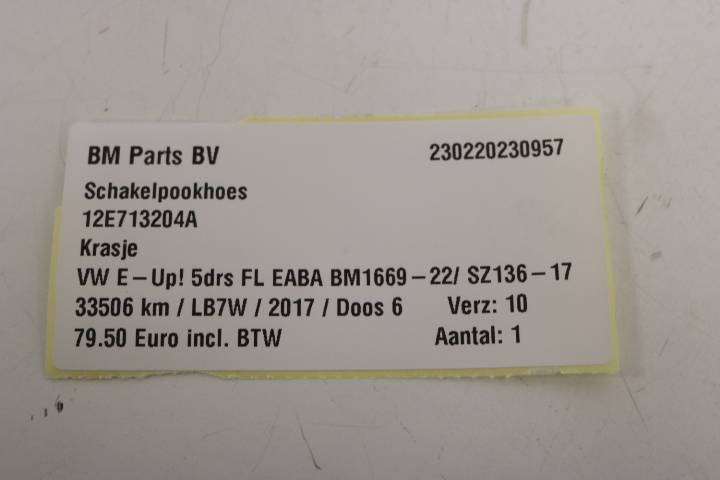 BM Parts BV 230220230957
Schakelpookhoes
12E713204A
Krasje
VW E-Up! 5drs FL EABA BM1669-22/ SZ136-17
33506 km / LB7W / 2017 / Doos 6 Verz: 10
79.50 Euro incl. BTW Aantal: 1